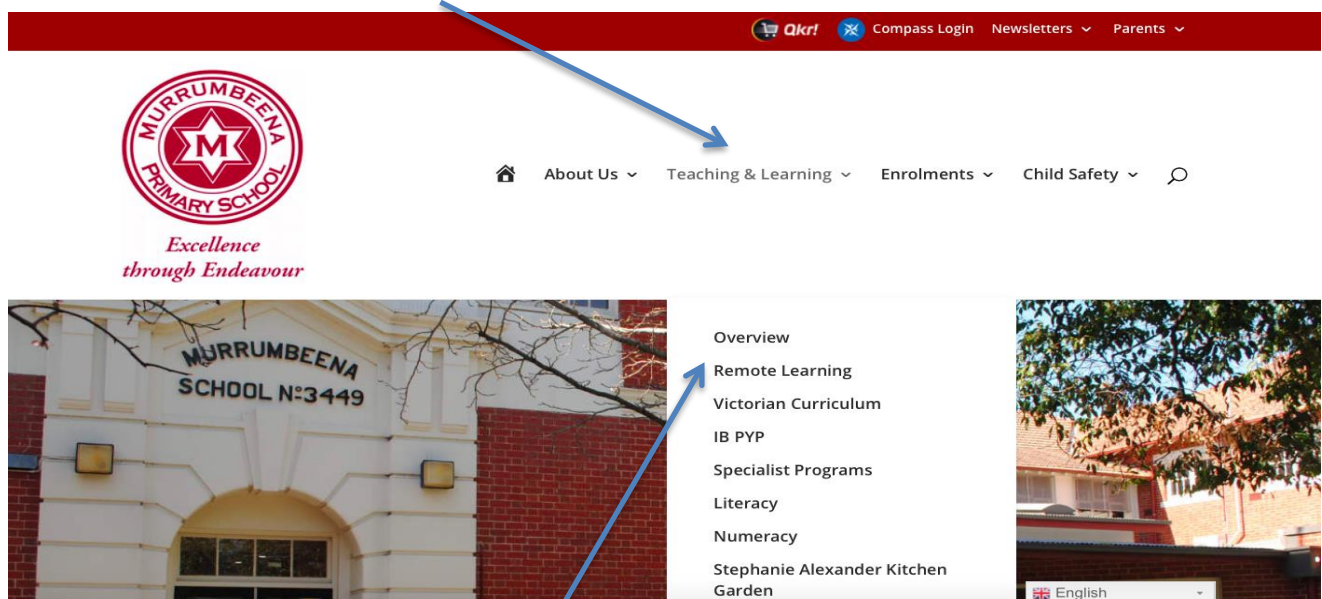 Qkr! Compass Login Newsletters Parents
MURRUMBEENA
PRIMARY SCHOOL
M
Excellence
through Endeavour
About Us Teaching & Learning Enrolments Child Safety
MURRUMBEENA
SCHOOL Nº3449
Overview
Remote Learning
Victorian Curriculum
IB PYP
Specialist Programs
Literacy
Numeracy
Stephanie Alexander Kitchen
Garden
English